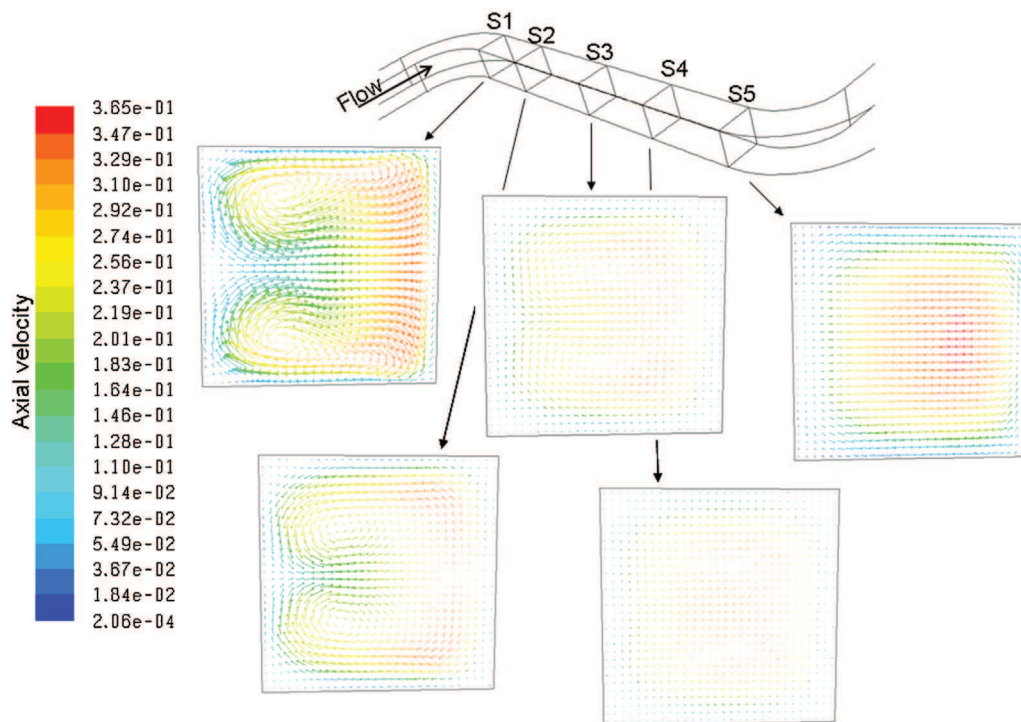 S1
S2
S3
S4
S5
Flow
Axial velocity
3.65e-01
3.47e-01
3.29e-01
3.10e-01
2.92e-01
2.74e-01
2.56e-01
2.37e-01
2.19e-01
2.01e-01
1.83e-01
1.64e-01
1.46e-01
1.28e-01
1.10e-01
9.14e-02
7.32e-02
5.49e-02
3.67e-02
1.84e-02
2.06e-04